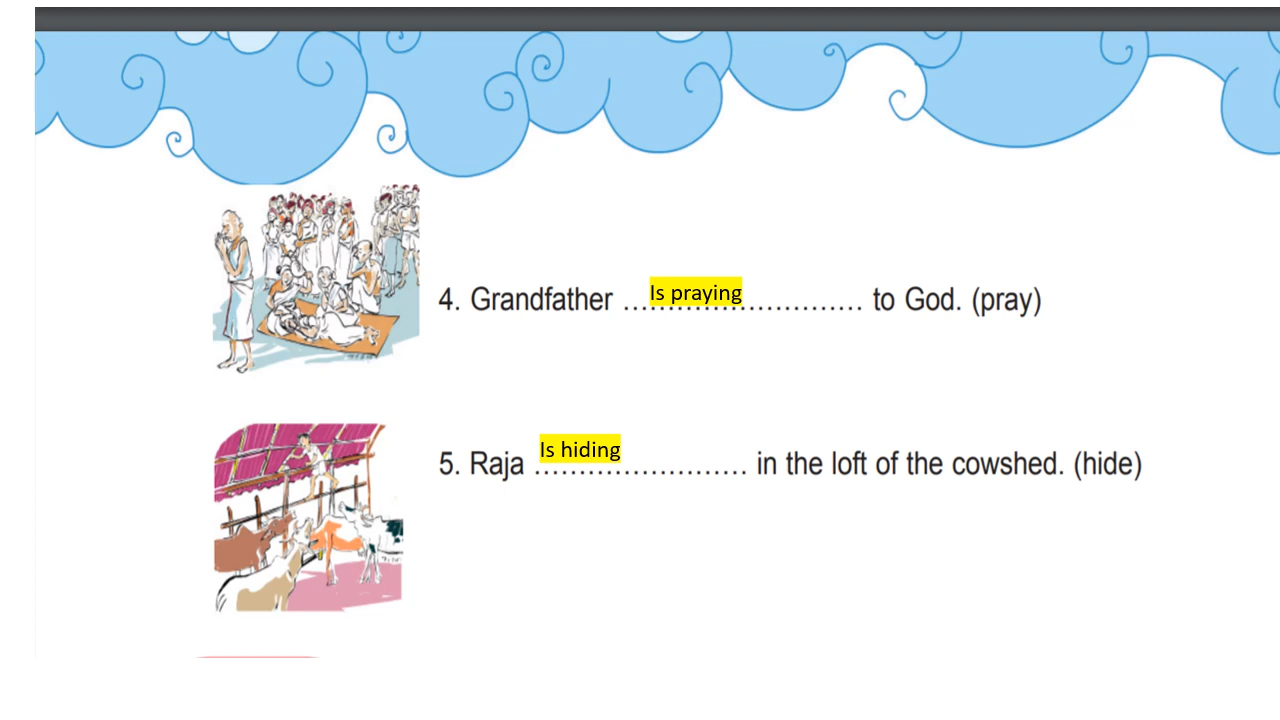 4. Grandfather ...Is praying............. to God. (pray)
5. Raja Is hiding.............. in the loft of the cowshed. (hide)